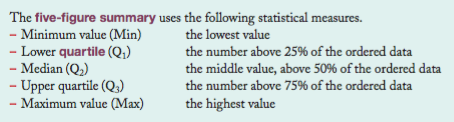 The five-figure summary uses the following statistical measures.
– Minimum value (Min) the lowest value
– Lower quartile (Q₁) the number above 25% of the ordered data
– Median (Q₂) the middle value, above 50% of the ordered data
– Upper quartile (Q₃) the number above 75% of the ordered data
– Maximum value (Max) the highest value